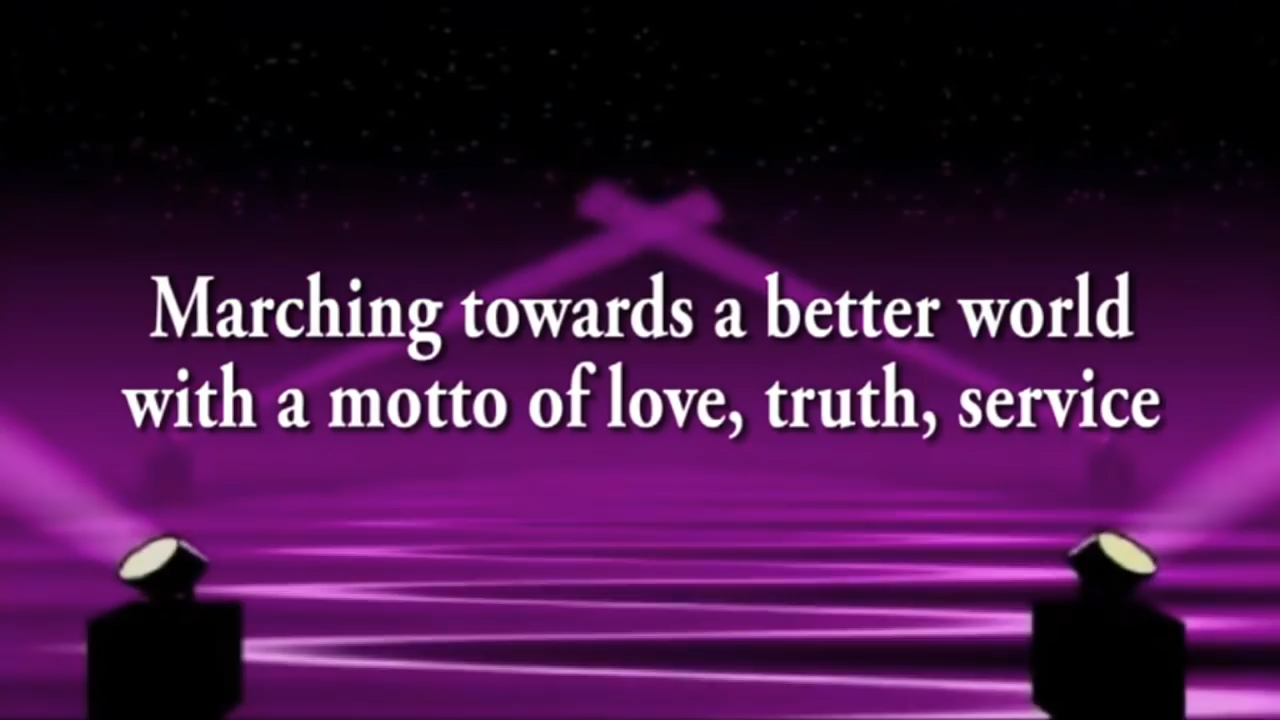 Marching towards a better world
with a motto of love, truth, service